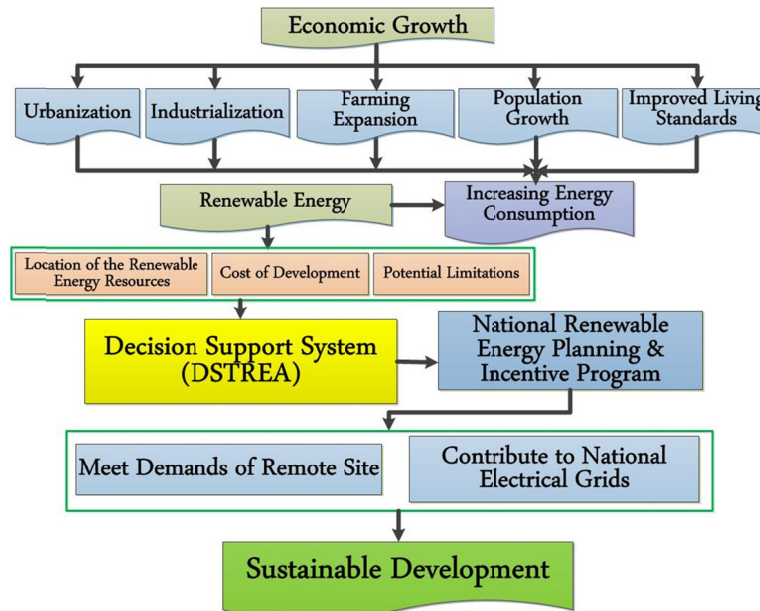 Economic Growth
Urbanization
Industrialization
Farming
Expansion
Population
Growth
Improved Living
Standards
Renewable Energy
Increasing Energy
Consumption
Location of the Renewable
Energy Resources
Cost of Development
Potential Limitations
Decision Support System
(DSTREA)
National Renewable
Energy Planning &
Incentive Program
Meet Demands of Remote Site
Contribute to National
Electrical Grids
Sustainable Development